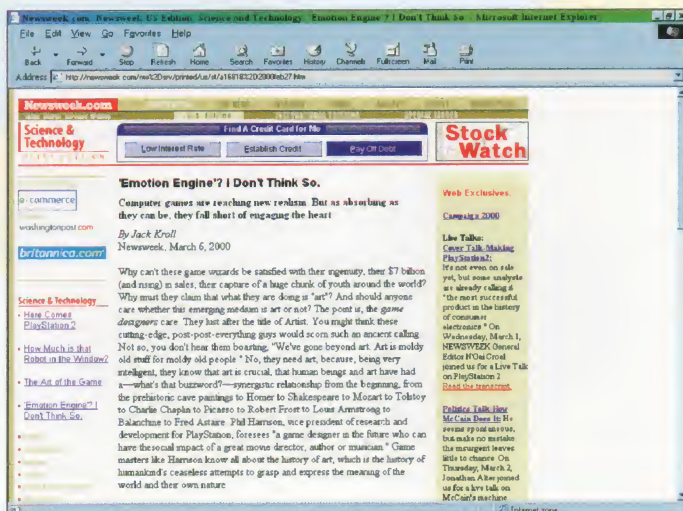 Newsweek.com Newsweek, US Edition: Science and Technology: 'Emotion Engine'? I Don't Think So - Microsoft Internet Explorer
File Edit View Go Favorites Help
Back Forward Stop Refresh Home Search Favorites History Channels Fullscreen Mail Print
Address http://newsweek.com/nw%2Dsrv/printed/us/st/a16818%2D2000feb27.htm
Newsweek.com
Science &
Technology
Find A Credit Card for Me
Low Interest Rate Establish Credit Pay Off Debt
Stock
Watch
e-commerce
washingtonpost.com
britannica.com
Science & Technology
• Here Comes
PlayStation 2
• How Much is that
Robot in the Window?
• The Art of the Game
• 'Emotion Engine'? I
Don't Think So.
'Emotion Engine'? I Don't Think So.
Computer games are reaching new realism. But as absorbing as
they can be, they fall short of engaging the heart
By Jack Kroll
Newsweek, March 6, 2000
Why can't these game wizards be satisfied with their ingenuity, their $7 billion
(and rising) in sales, their capture of a huge chunk of youth around the world?
Why must they claim that what they are doing is "art"? And should anyone
care whether this emerging medium is art or not? The point is, the game
designers care. They lust after the title of Artist. You might think these
cutting-edge, post-post-everything guys would scorn such an ancient calling.
Not so, you don't hear them boasting, "We've gone beyond art. Art is moldy
old stuff for moldy old people." No, they need art, because, being very
intelligent, they know that art is crucial, that human beings and art have had
a—what's that buzzword?—synergistic relationship from the beginning, from
the prehistoric cave paintings to Homer to Shakespeare to Mozart to Tolstoy
to Charlie Chaplin to Picasso to Robert Frost to Louis Armstrong to
Balanchine to Fred Astaire. Phil Harrison, vice president of research and
development for PlayStation, foresees "a game designer in the future who can
have the social impact of a great movie director, author or musician." Game
masters like Harrison know all about the history of art, which is the history of
humankind's ceaseless attempts to grasp and express the meaning of the
world and their own nature
Web Exclusives
Campaign 2000
Live Talks:
Cover Talk: Making
PlayStation2:
It's not even on sale
yet, but some analysts
are already calling it
"the most successful
product in the history
of consumer
electronics." On
Wednesday, March 1,
NEWSWEEK General
Editor N'Gai Croal
joined us for a Live Talk
on PlayStation 2
Read the transcript.
Politics Talk: How
McCain Does It: He
seems spontaneous,
but make no mistake
the insurgent leaves
little to chance. On
Thursday, March 2,
Jonathan Alter joined
us for a live talk on
McCain's machine
Internet zone